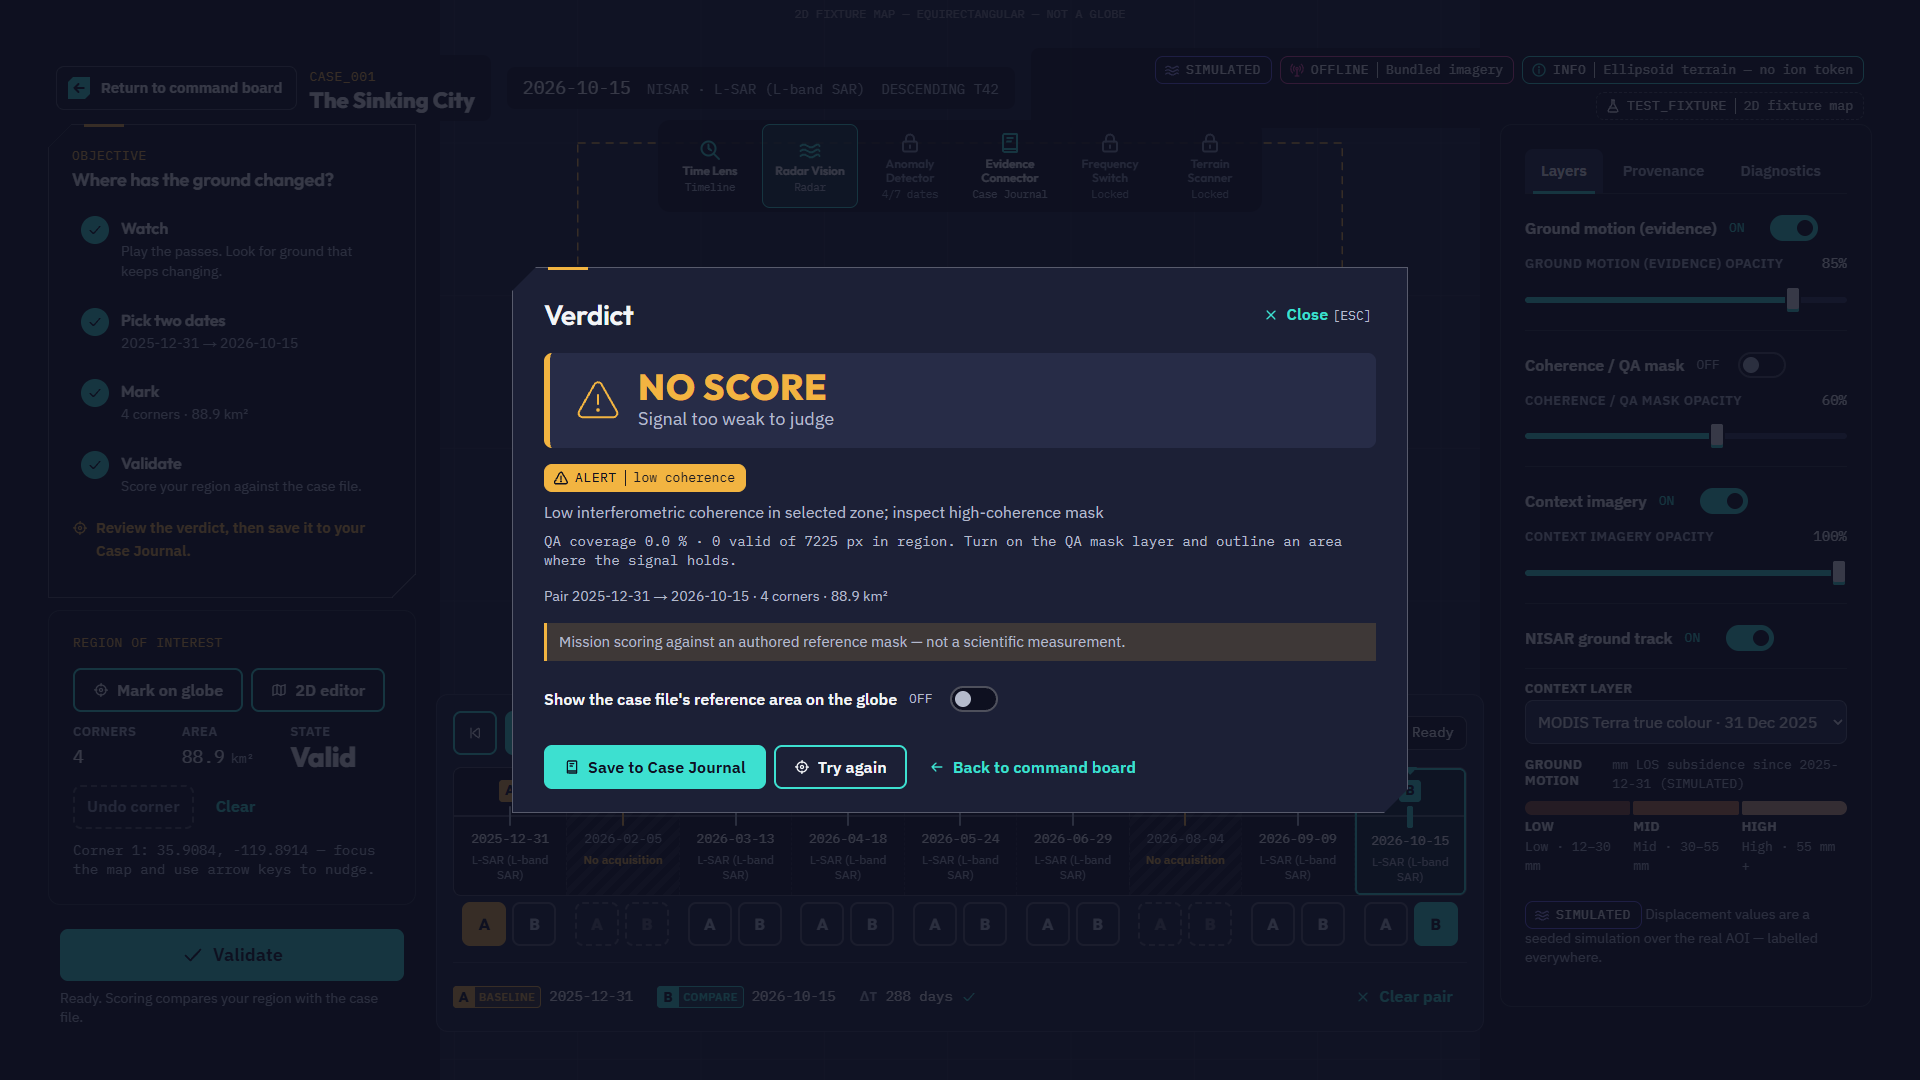 2D FIXTURE MAP — EQUIRECTANGULAR — NOT A GLOBE
Return to command board
CASE_001
The Sinking City
2026-10-15 NISAR · L-SAR (L-band SAR) DESCENDING T42
SIMULATED
OFFLINE | Bundled imagery
INFO | Ellipsoid terrain — no ion token
TEST_FIXTURE | 2D fixture map
Time Lens
Timeline
Radar Vision
Radar
Anomaly
Detector
4/7 dates
Evidence
Connector
Case Journal
Frequency
Switch
Locked
Terrain
Scanner
Locked
OBJECTIVE
Where has the ground changed?
Watch
Play the passes. Look for ground that
keeps changing.
Pick two dates
2025-12-31 → 2026-10-15
Mark
4 corners · 88.9 km²
Validate
Score your region against the case file.
Review the verdict, then save it to your
Case Journal.
REGION OF INTEREST
Mark on globe
2D editor
CORNERS
4
AREA
88.9 km²
STATE
Valid
Undo corner
Clear
Corner 1: 35.9084, -119.8914 — focus
the map and use arrow keys to nudge.
Validate
Ready. Scoring compares your region with the case
file.
Verdict
Close [ESC]
NO SCORE
Signal too weak to judge
ALERT | low coherence
Low interferometric coherence in selected zone; inspect high-coherence mask
QA coverage 0.0 % · 0 valid of 7225 px in region. Turn on the QA mask layer and outline an area
where the signal holds.
Pair 2025-12-31 → 2026-10-15 · 4 corners · 88.9 km²
Mission scoring against an authored reference mask — not a scientific measurement.
Show the case file's reference area on the globe OFF
Save to Case Journal
Try again
Back to command board
Ready
B
2025-12-31
L-SAR (L-band
SAR)
2026-02-05
No acquisition
2026-03-13
L-SAR (L-band
SAR)
2026-04-18
L-SAR (L-band
SAR)
2026-05-24
L-SAR (L-band
SAR)
2026-06-29
L-SAR (L-band
SAR)
2026-08-04
No acquisition
2026-09-09
L-SAR (L-band
SAR)
2026-10-15
L-SAR (L-band
SAR)
A B A B A B A B A B A B A B A B A B
A BASELINE 2025-12-31 B COMPARE 2026-10-15 ΔT 288 days
Clear pair
Layers
Provenance
Diagnostics
Ground motion (evidence) ON
GROUND MOTION (EVIDENCE) OPACITY 85%
Coherence / QA mask OFF
COHERENCE / QA MASK OPACITY 60%
Context imagery ON
CONTEXT IMAGERY OPACITY 100%
NISAR ground track ON
CONTEXT LAYER
MODIS Terra true colour · 31 Dec 2025
GROUND
MOTION
mm LOS subsidence since 2025-
12-31 (SIMULATED)
LOW
Low · 12–30
mm
MID
Mid · 30–55
mm
HIGH
High · 55 mm
+
SIMULATED Displacement values are a
seeded simulation over the real AOI — labelled
everywhere.